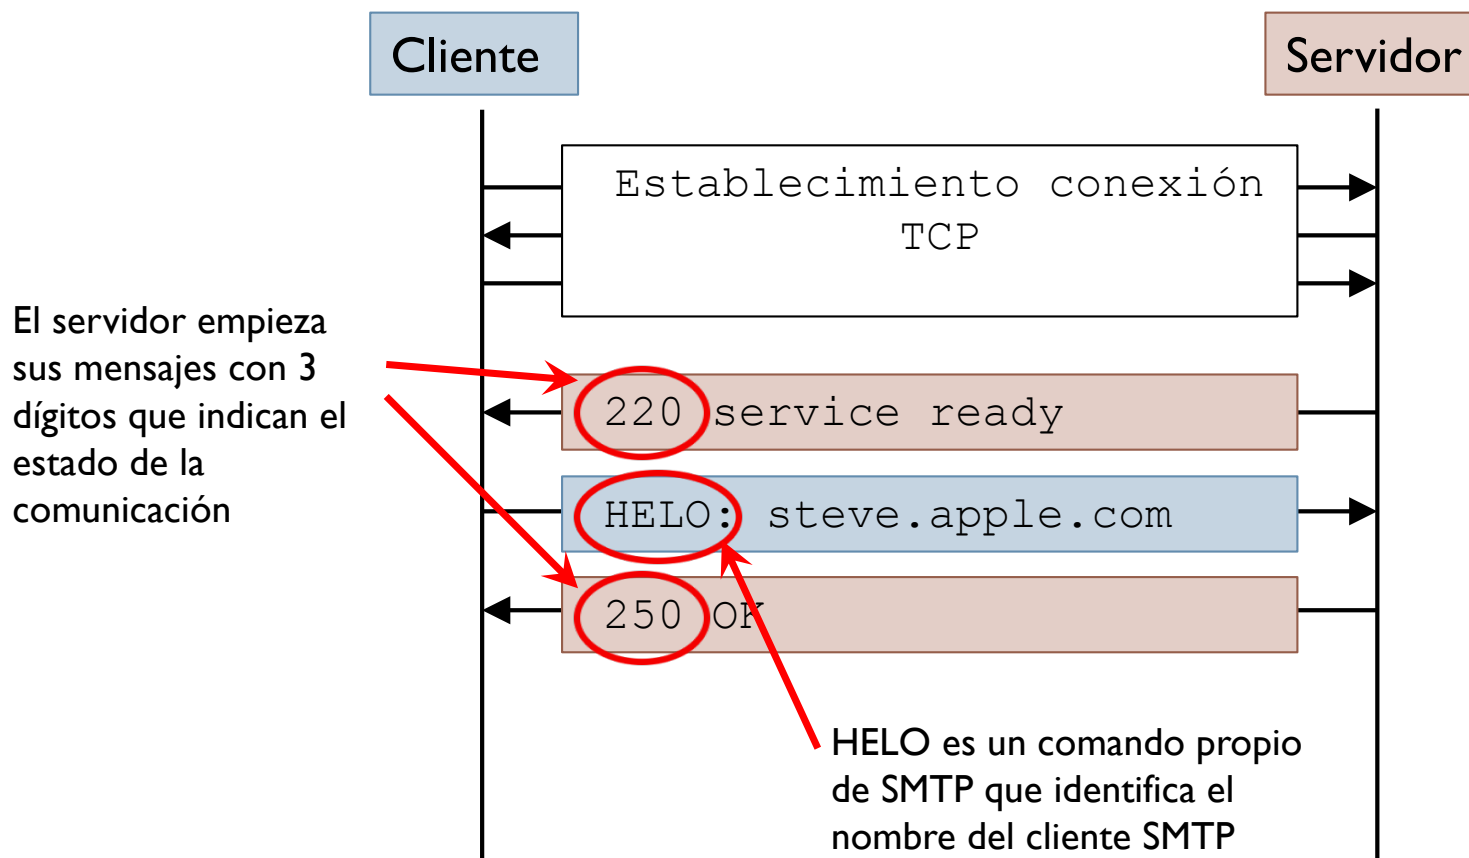 Cliente
Servidor
Establecimiento conexión
TCP
El servidor empieza
sus mensajes con 3
dígitos que indican el
estado de la
comunicación
220 service ready
HELO: steve.apple.com
250 OK
HELO es un comando propio
de SMTP que identifica el
nombre del cliente SMTP